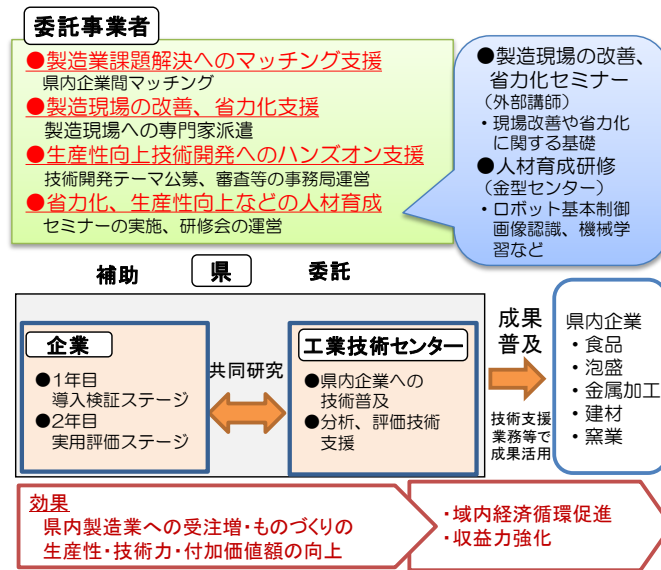 委託事業者
●製造業課題解決へのマッチング支援
県内企業間マッチング
●製造現場の改善、省力化支援
製造現場への専門家派遣
●生産性向上技術開発へのハンズオン支援
技術開発テーマ公募、審査等の事務局運営
●省力化、生産性向上などの人材育成
セミナーの実施、研修会の運営
●製造現場の改善、
省力化セミナー
（外部講師）
・現場改善や省力化
に関する基礎
●人材育成研修
（金型センター）
・ロボット基本制御
画像認識、機械学
習など
補助
県
委託
企業
●1年目
導入検証ステージ
●2年目
実用評価ステージ
共同研究
工業技術センター
●県内企業への
技術普及
●分析、評価技術
支援
成果
普及
技術支援
業務等で
成果活用
県内企業
・食品
・泡盛
・金属加工
・建材
・窯業
効果
県内製造業への受注増・ものづくりの
生産性・技術力・付加価値額の向上
・域内経済循環促進
・収益力強化